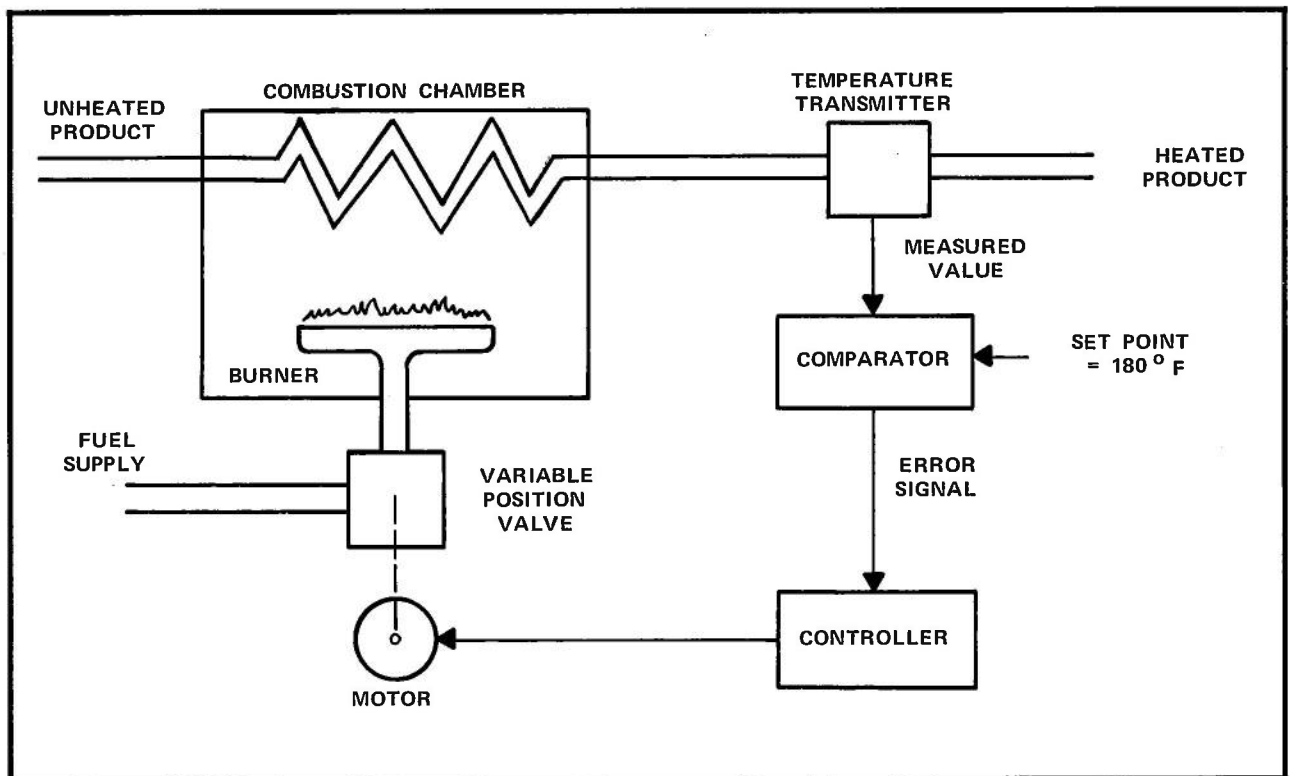 COMBUSTION CHAMBER
UNHEATED
PRODUCT
TEMPERATURE
TRANSMITTER
HEATED
PRODUCT
MEASURED
VALUE
COMPARATOR
SET POINT
= 180° F
BURNER
FUEL
SUPPLY
VARIABLE
POSITION
VALVE
ERROR
SIGNAL
CONTROLLER
MOTOR